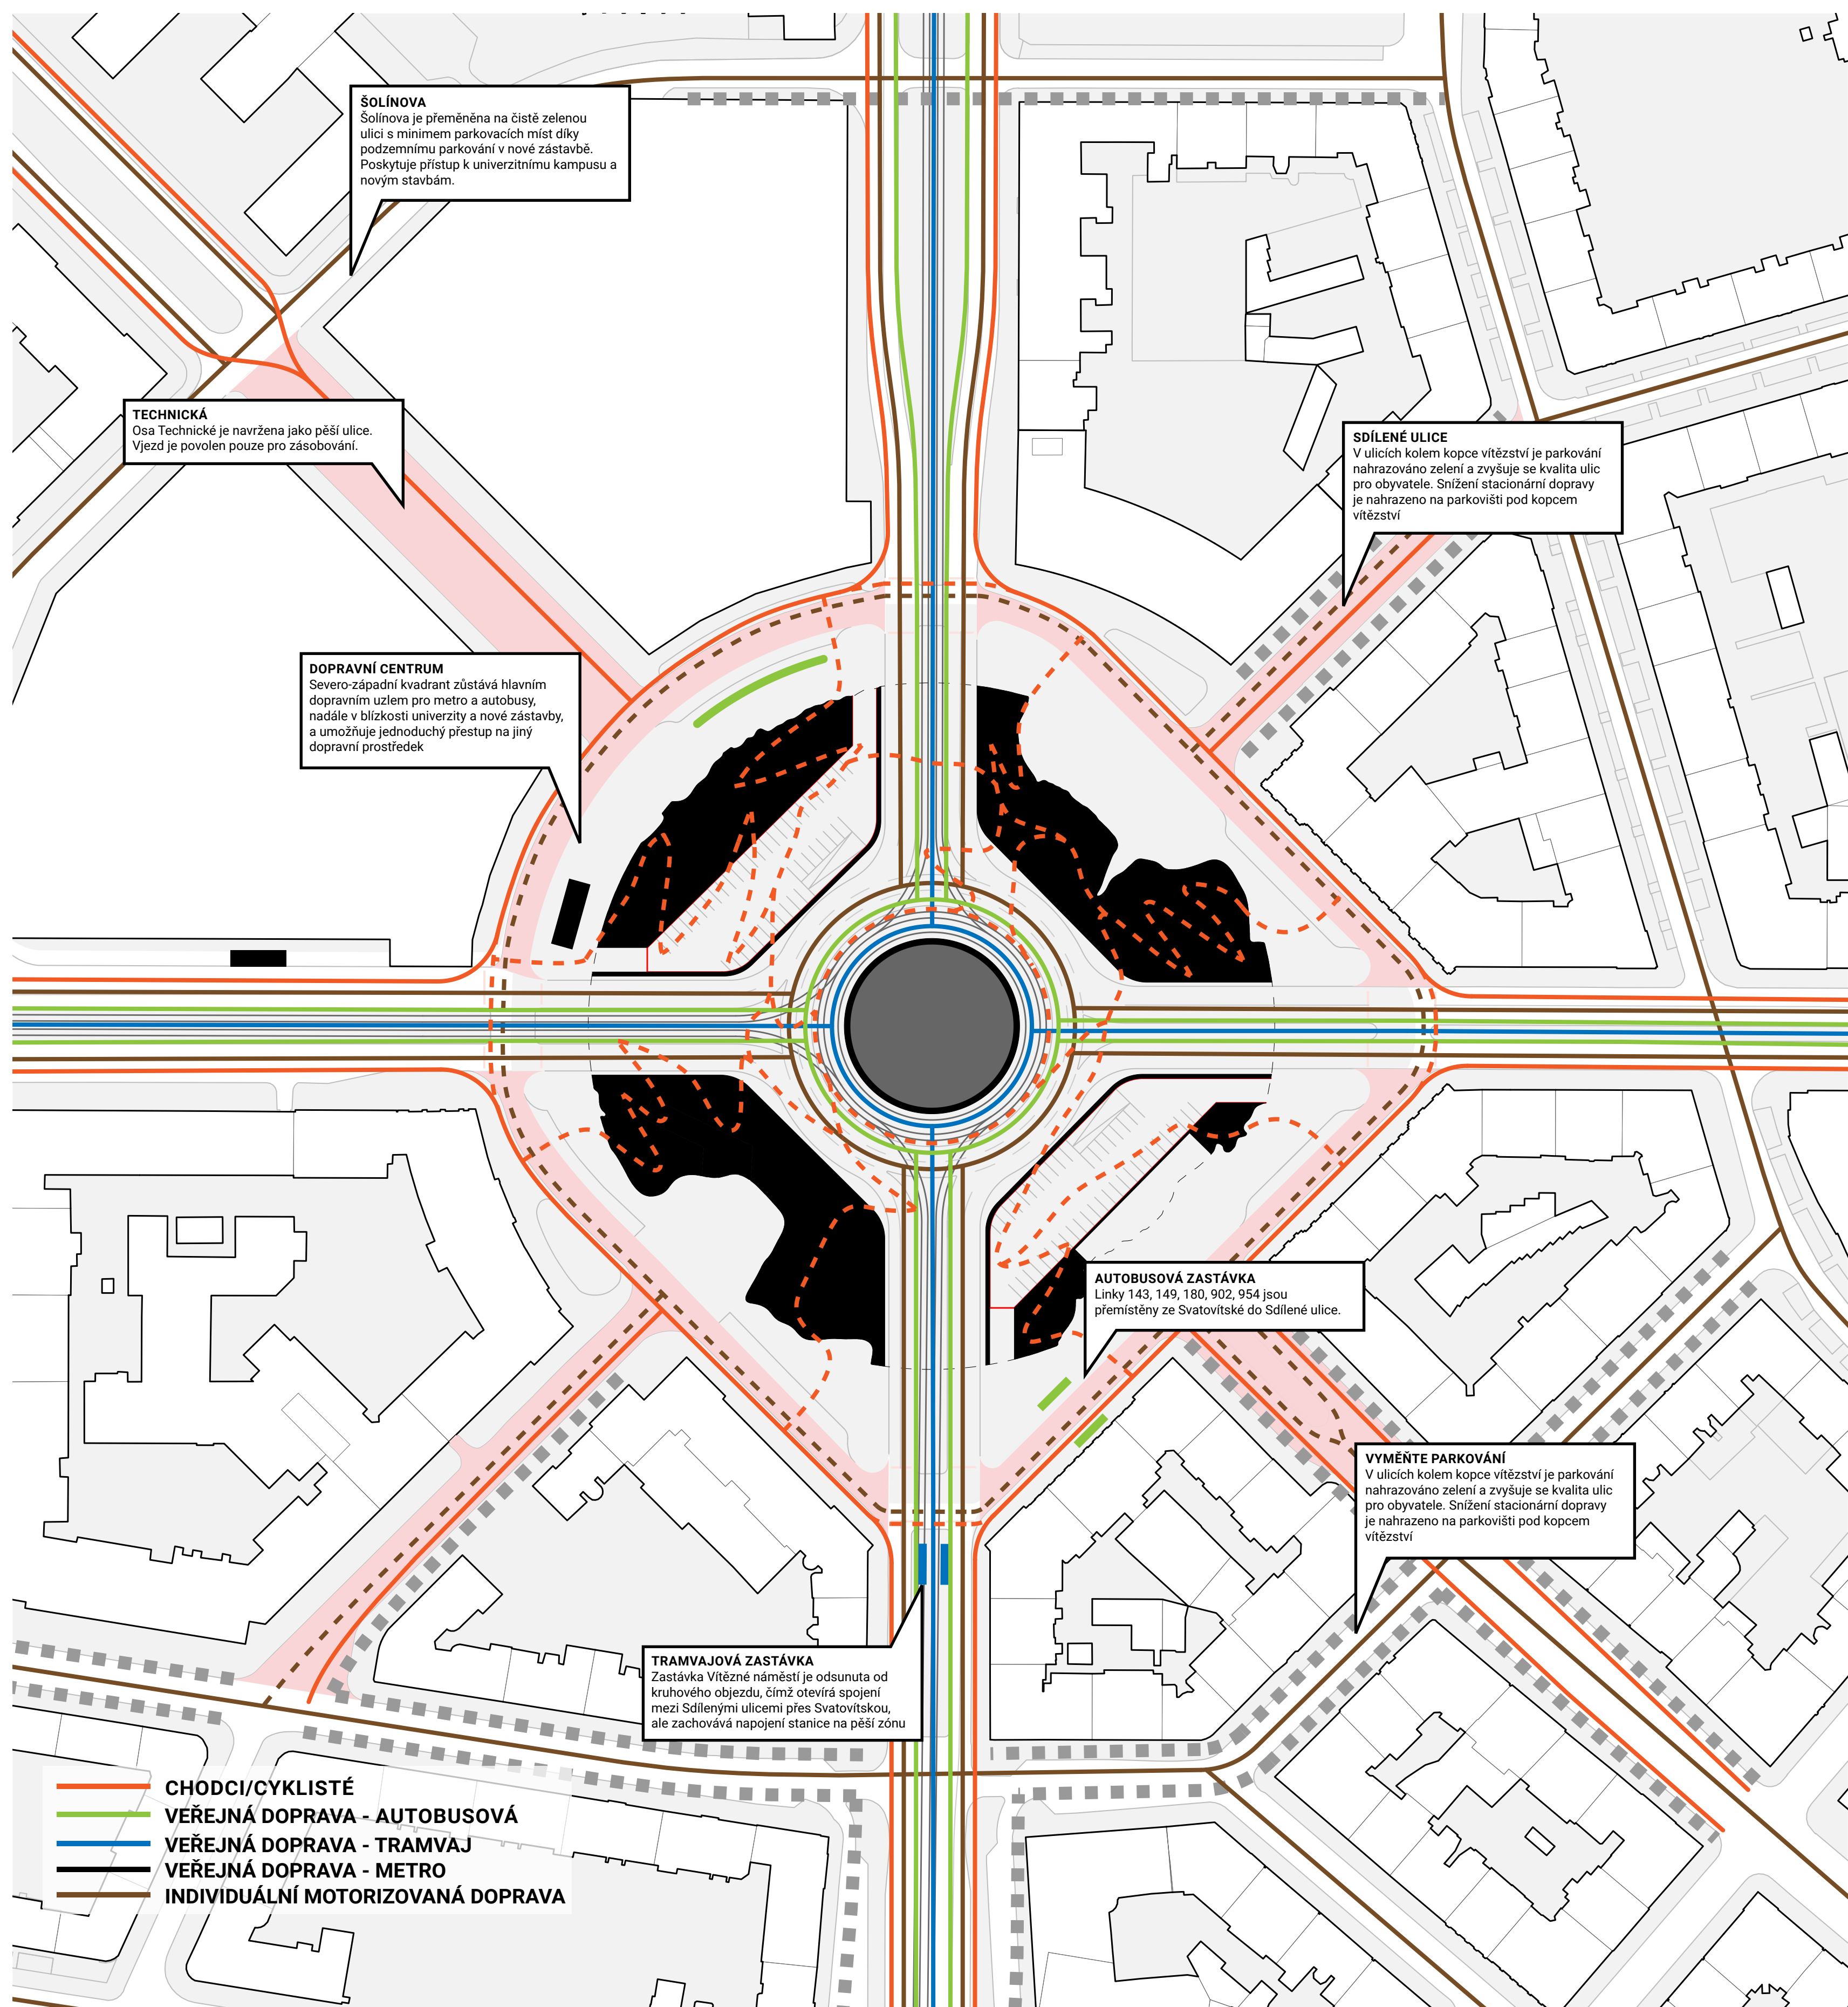 ŠOLÍNOVA
Šolínova je přeměněna na čistě zelenou
ulici s minimem parkovacích míst díky
podzemnímu parkování v nové zástavbě.
Poskytuje přístup k univerzitnímu kampusu a
novým stavbám.
TECHNICKÁ
Osa Technické je navržena jako pěší ulice.
Vjezd je povolen pouze pro zásobování.
SDÍLENÉ ULICE
V ulicích kolem kopce vítězství je parkování
nahrazováno zelení a zvyšuje se kvalita ulic
pro obyvatele. Snížení stacionární dopravy
je nahrazeno na parkovišti pod kopcem
vítězství
DOPRAVNÍ CENTRUM
Severo-západní kvadrant zůstává hlavním
dopravním uzlem pro metro a autobusy,
nadále v blízkosti univerzity a nové zástavby,
a umožňuje jednoduchý přestup na jiný
dopravní prostředek
AUTOBUSOVÁ ZASTÁVKA
Linky 143, 149, 180, 902, 954 jsou
přemístěny ze Svatovítské do Sdílené ulice.
VYMĚŇTE PARKOVÁNÍ
V ulicích kolem kopce vítězství je parkování
nahrazováno zelení a zvyšuje se kvalita ulic
pro obyvatele. Snížení stacionární dopravy
je nahrazeno na parkovišti pod kopcem
vítězství
TRAMVAJOVÁ ZASTÁVKA
Zastávka Vítězné náměstí je odsunuta od
kruhového objezdu, čímž otevírá spojení
mezi Sdílenými ulicemi přes Svatovítskou,
ale zachovává napojení stanice na pěší zónu
CHODCI/CYKLISTÉ
VEŘEJNÁ DOPRAVA - AUTOBUSOVÁ
VEŘEJNÁ DOPRAVA - TRAMVAJ
VEŘEJNÁ DOPRAVA - METRO
INDIVIDUÁLNÍ MOTORIZOVANÁ DOPRAVA